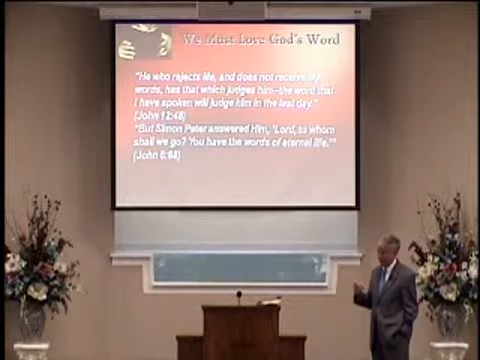 We Must Love God's Word
"He who rejects Me, and does not receive My
words, has that which judges him--the word that
I have spoken will judge him in the last day."
(John 12:48)
"But Simon Peter answered Him, 'Lord, to whom
shall we go? You have the words of eternal life.'"
(John 6:68)